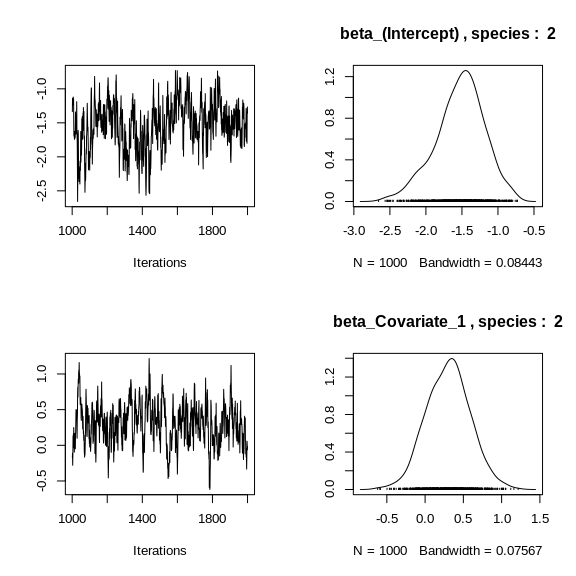 beta_(Intercept) , species :  2
-1.0
-1.5
-2.0
-2.5
1000 1400 1800
Iterations
1.2
0.8
0.4
0.0
-3.0 -2.5 -2.0 -1.5 -1.0 -0.5
N = 1000   Bandwidth = 0.08443
beta_Covariate_1 , species :  2
1.0
0.5
0.0
-0.5
1000 1400 1800
Iterations
1.2
0.8
0.4
0.0
-0.5 0.0 0.5 1.0 1.5
N = 1000   Bandwidth = 0.07567